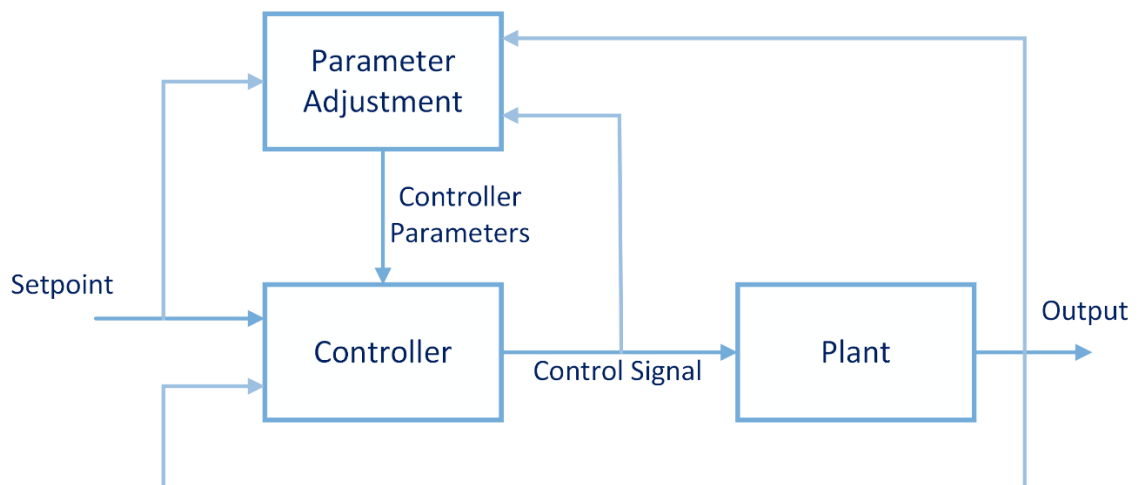 Parameter
Adjustment
Controller
Parameters
Setpoint
Controller
Control Signal
Plant
Output